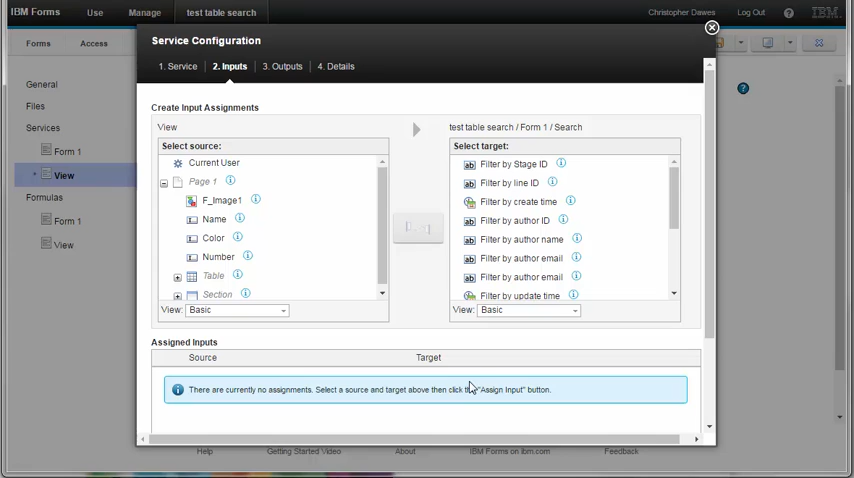 IBM Forms Use Manage test table search Christopher Dawes Log Out ? IBM
Forms Access
Service Configuration
1. Service 2. Inputs 3. Outputs 4. Details
General
Files
Services
Form 1
* View
Formulas
Form 1
View
Create Input Assignments
View
Select source:
Current User
Page 1
F_Image1
Name
Color
Number
Table
Section
View: Basic
test table search / Form 1 / Search
Select target:
ab Filter by Stage ID
ab Filter by line ID
Filter by create time
ab Filter by author ID
ab Filter by author name
ab Filter by author email
ab Filter by author email
Filter by update time
View: Basic
Assigned Inputs
Source Target
There are currently no assignments. Select a source and target above then click the "Assign Input" button.
Help Getting Started Video About IBM Forms on ibm.com Feedback